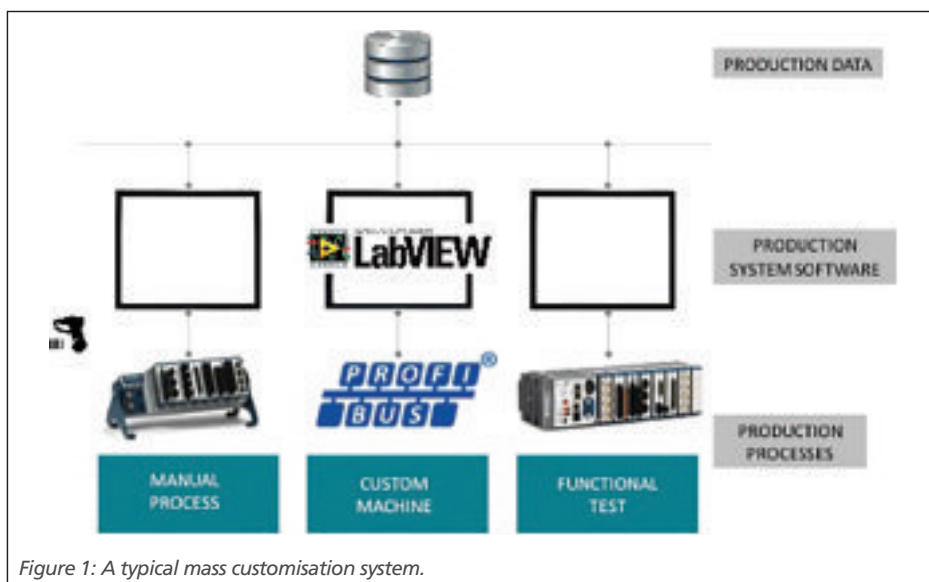 PRODUCTION DATA
LabVIEW
PRODUCTION
SYSTEM SOFTWARE
PROFI®
BUS
PRODUCTION
PROCESSES
MANUAL
PROCESS
CUSTOM
MACHINE
FUNCTIONAL
TEST
Figure 1: A typical mass customisation system.